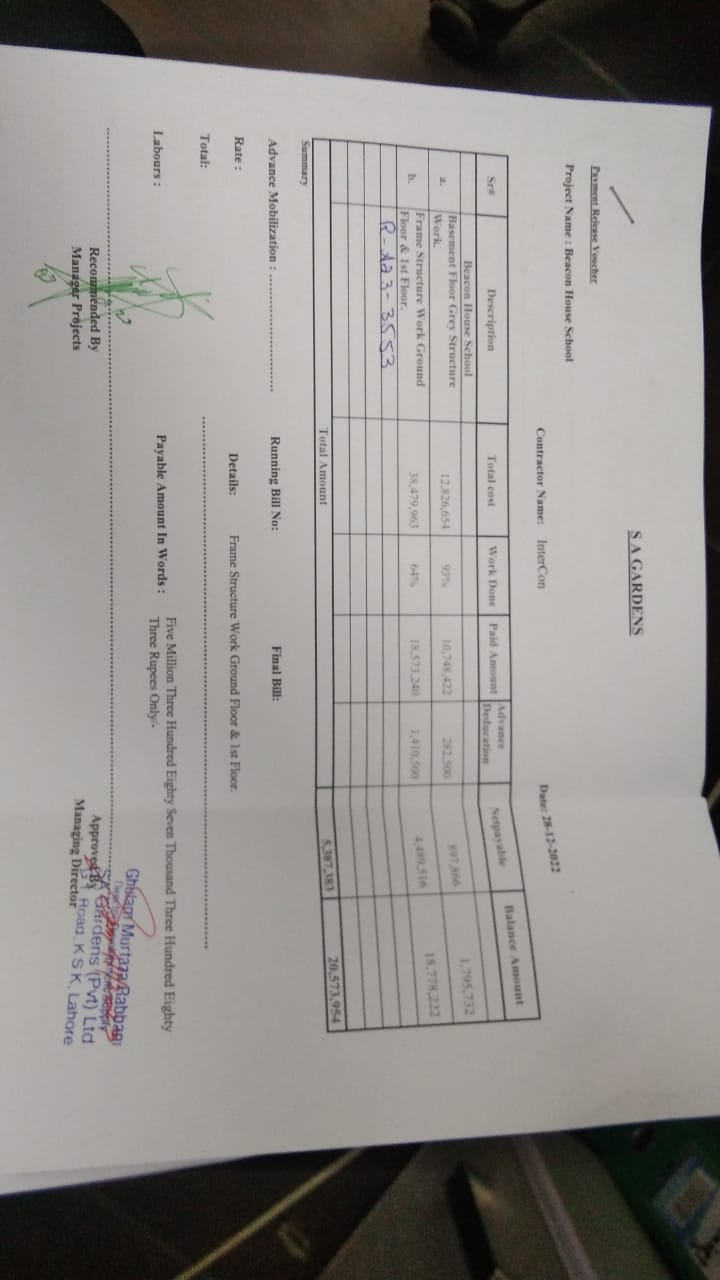 S A GARDENS
Payment Release Voucher
Project Name : Beacon House School Contractor Name: InterCon Date: 28-12-2022
Sr# Description Total cost Work Done Paid Amount Advance Deducation Netpayable Balance Amount
Beacon House School
a. Basement Floor Grey Structure Work. 12,826,654 93% 10,748,422 282,500 897,866 1,795,732
b. Frame Structure Work Ground Floor & 1st Floor. 38,479,963 64% 18,573,240 1,410,500 4,489,516 18,778,222
R-123-3553
Total Amount 5,387,383 20,573,954
Summary
Advance Mobilization : .................... Running Bill No: Final Bill:
Rate : Details: Frame Structure Work Ground Floor & 1st Floor.
Total:
Labours : Payable Amount In Words : Five Million Three Hundred Eighty Seven Thousand Three Hundred Eighty
Three Rupees Only/-
Recommended By Approved By
Manager Projects Managing Director
Ghulam Murtaza Rabbani
SA Gardens (Pvt) Ltd
G T Road, K S K, Lahore